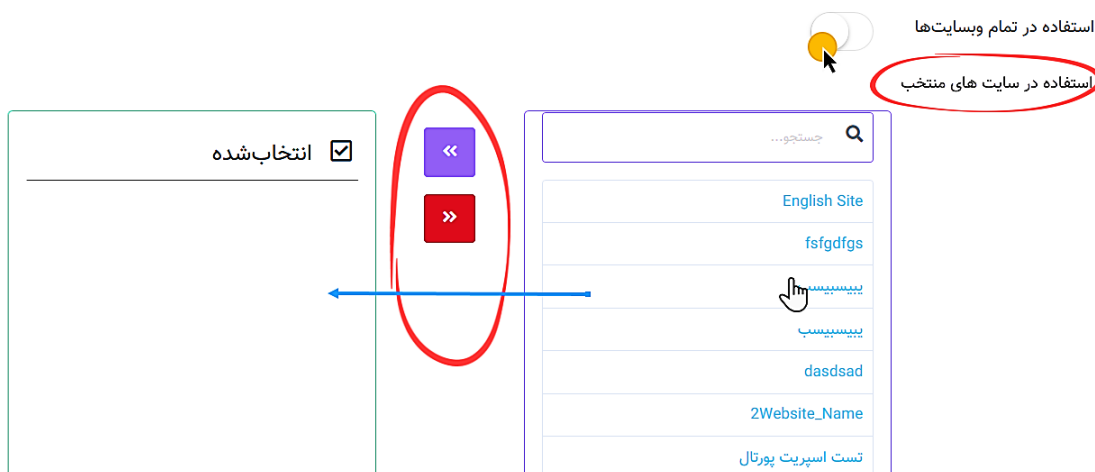 استفاده در تمام وبسایت‌ها
استفاده در سایت های منتخب
جستجو...
English Site
fsfgdfgs
یبیسبیسب
یبیسبیسب
dasdsad
2Website_Name
تست اسپریت پورتال
انتخاب‌شده